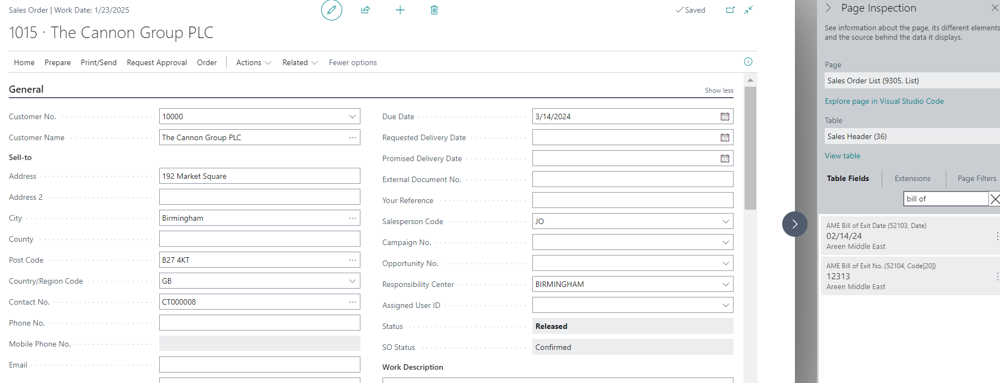 Sales Order | Work Date: 1/23/2025
Saved
1015 · The Cannon Group PLC
Home Prepare Print/Send Request Approval Order Actions Related Fewer options
General
Show less
Customer No. 10000
Customer Name The Cannon Group PLC
Sell-to
Address 192 Market Square
Address 2
City Birmingham
County
Post Code B27 4KT
Country/Region Code GB
Contact No. CT000008
Phone No.
Mobile Phone No.
Email
Due Date 3/14/2024
Requested Delivery Date
Promised Delivery Date
External Document No.
Your Reference
Salesperson Code JO
Campaign No.
Opportunity No.
Responsibility Center BIRMINGHAM
Assigned User ID
Status Released
SO Status Confirmed
Work Description
Page Inspection
See information about the page, its different elements
and the source behind the data it displays.
Page
Sales Order List (9305, List)
Explore page in Visual Studio Code
Table
Sales Header (36)
View table
Table Fields Extensions Page Filters
bill of
AME Bill of Exit Date (52103, Date)
02/14/24
Areen Middle East
AME Bill of Exit No. (52104, Code[20])
12313
Areen Middle East